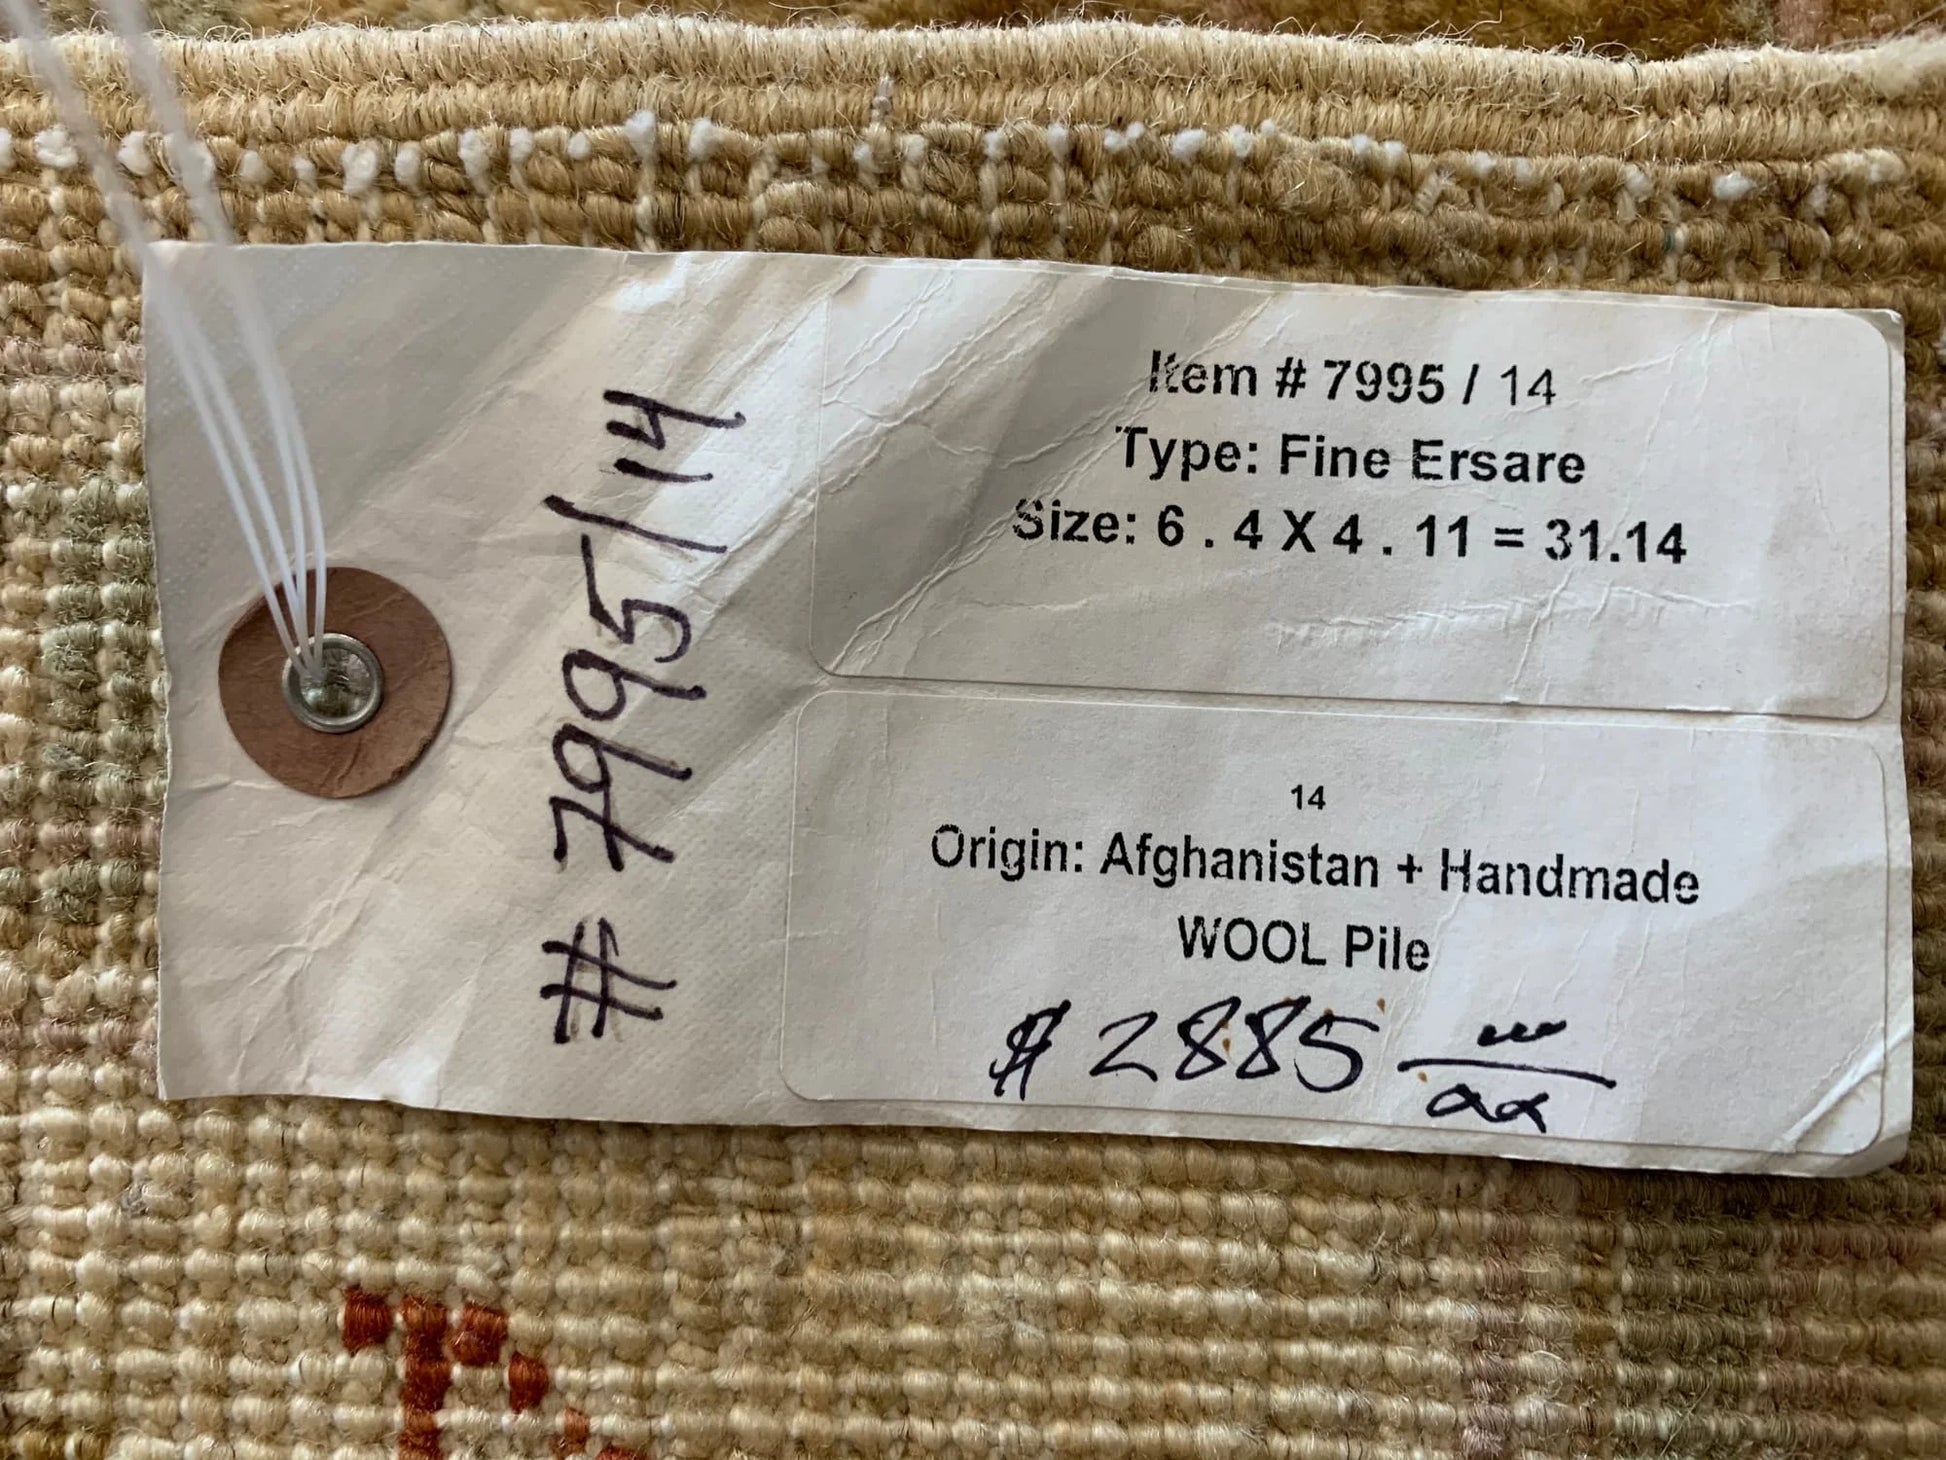 # 7995/14
Item # 7995 / 14
Type: Fine Ersare
Size: 6 . 4 X 4 . 11 = 31.14
14
Origin: Afghanistan + Handmade
WOOL Pile
$ 2885